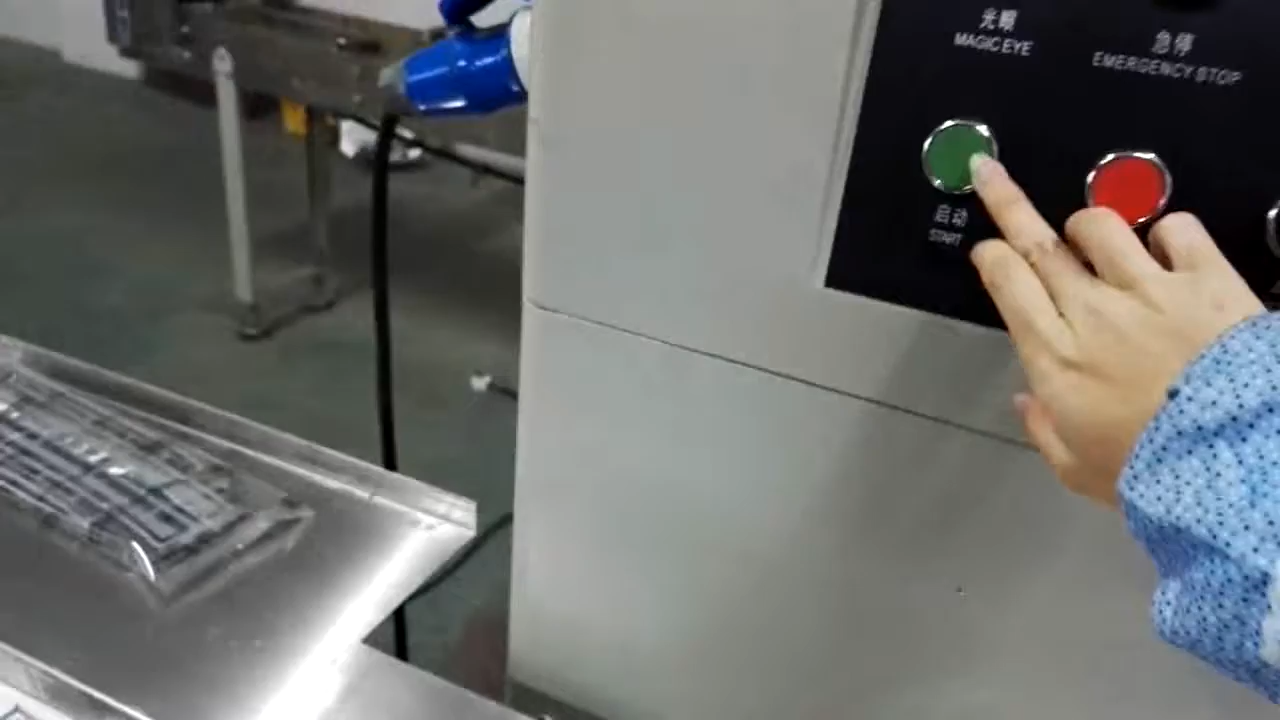 光眼
MAGIC EYE
急停
EMERGENCY STOP
启动
START